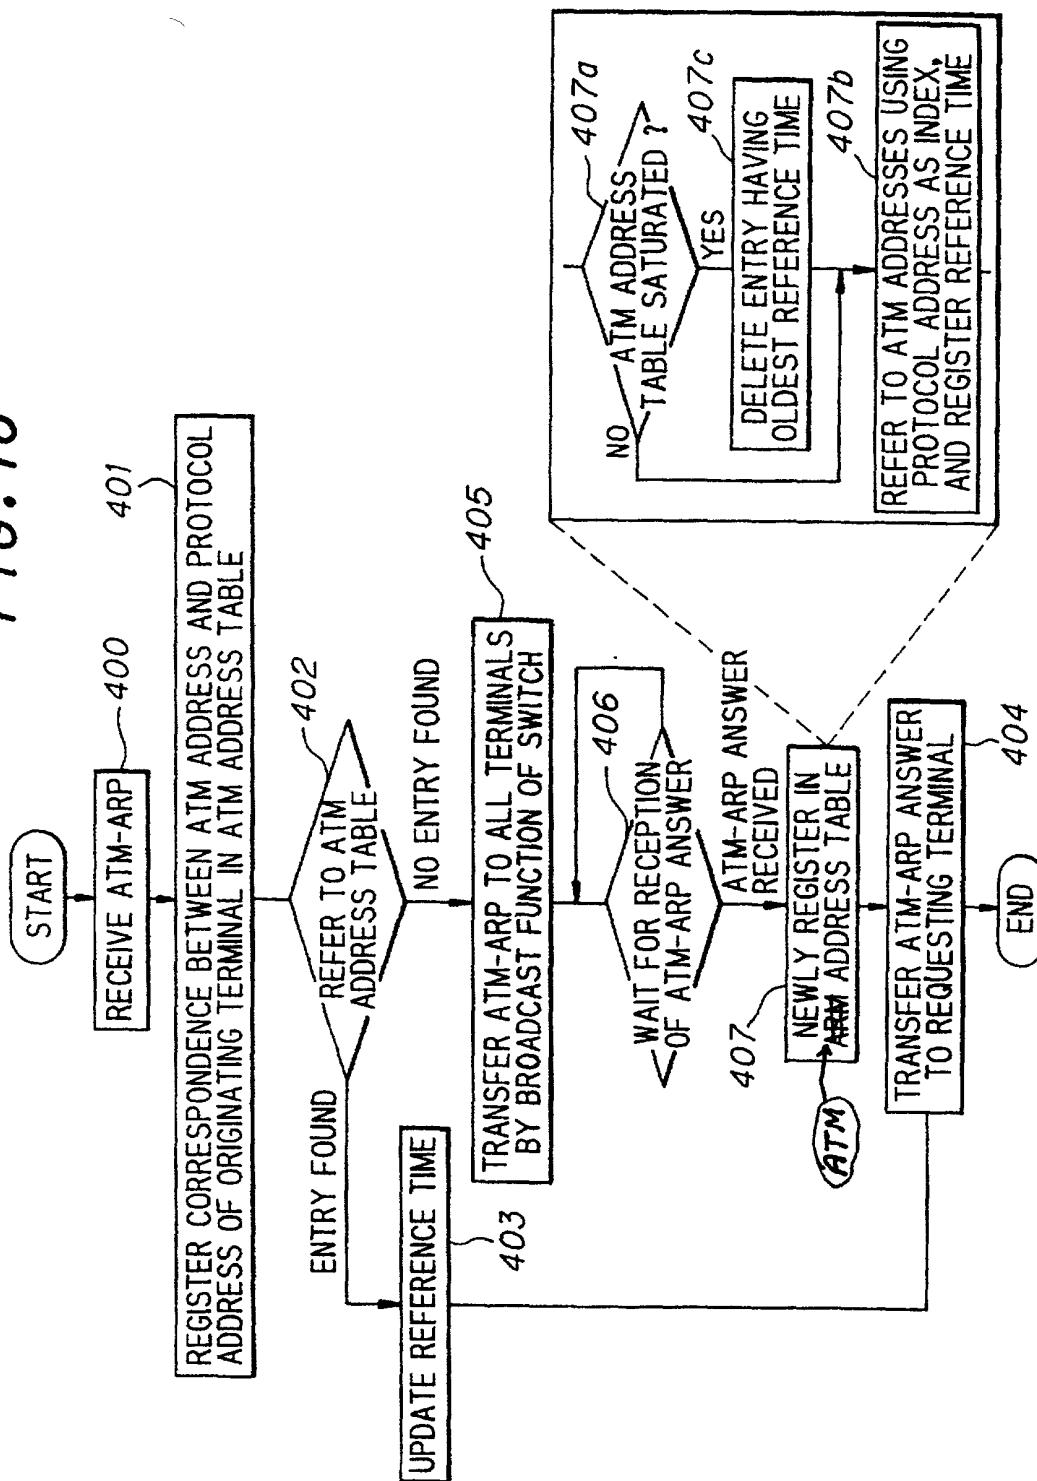 START
400
RECEIVE ATM-ARP
401
REGISTER CORRESPONDENCE BETWEEN ATM ADDRESS AND PROTOCOL
ADDRESS OF ORIGINATING TERMINAL IN ATM ADDRESS TABLE
402
REFER TO ATM
ADDRESS TABLE
ENTRY FOUND
NO ENTRY FOUND
UPDATE REFERENCE TIME
403
405
TRANSFER ATM-ARP TO ALL TERMINALS
BY BROADCAST FUNCTION OF SWITCH
406
WAIT FOR RECEPTION
OF ATM-ARP ANSWER
ATM-ARP ANSWER
RECEIVED
407
NEWLY REGISTER IN
ARM ADDRESS TABLE
ATM
TRANSFER ATM-ARP ANSWER
TO REQUESTING TERMINAL
404
END
407a
ATM ADDRESS
TABLE SATURATED ?
NO
YES
407c
DELETE ENTRY HAVING
OLDEST REFERENCE TIME
407b
REFER TO ATM ADDRESSES USING
PROTOCOL ADDRESS AS INDEX,
AND REGISTER REFERENCE TIME